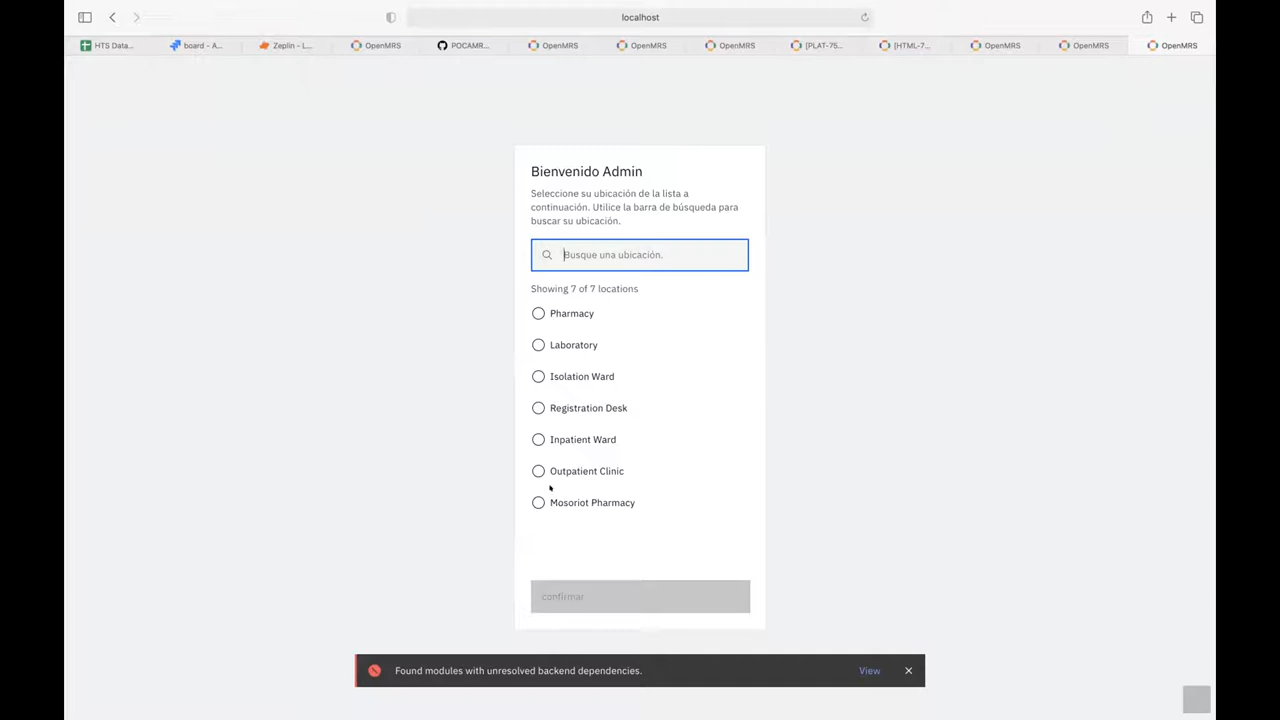 localhost
HTS Data...
board - A...
Zeplin - L...
OpenMRS
POCAMR...
OpenMRS
OpenMRS
OpenMRS
[PLAT-75...
[HTML-7...
OpenMRS
OpenMRS
OpenMRS
Bienvenido Admin
Seleccione su ubicación de la lista a
continuación. Utilice la barra de búsqueda para
buscar su ubicación.
Busque una ubicación.
Showing 7 of 7 locations
Pharmacy
Laboratory
Isolation Ward
Registration Desk
Inpatient Ward
Outpatient Clinic
Mosoriot Pharmacy
confirmar
Found modules with unresolved backend dependencies.
View